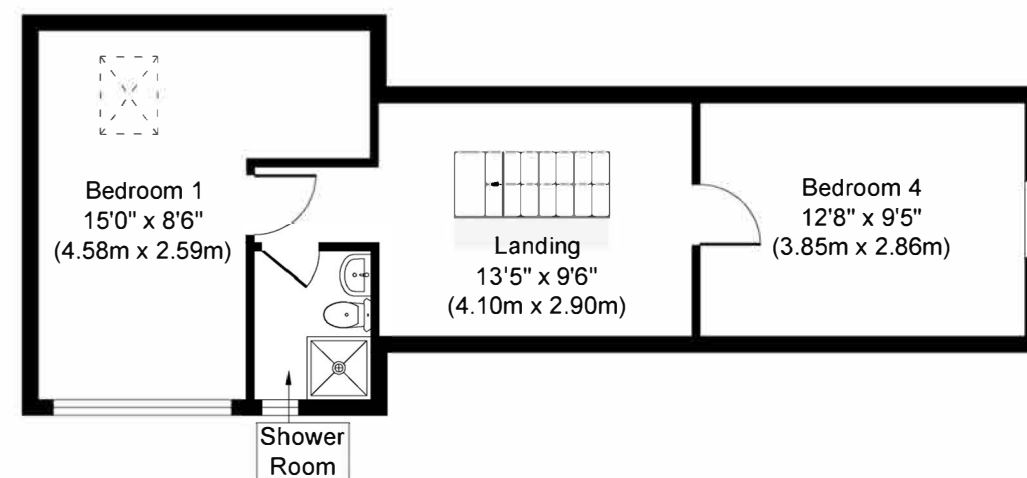 Bedroom 1
15'0" x 8'6"
(4.58m x 2.59m)
Landing
13'5" x 9'6"
(4.10m x 2.90m)
Bedroom 4
12'8" x 9'5"
(3.85m x 2.86m)
Shower
Room